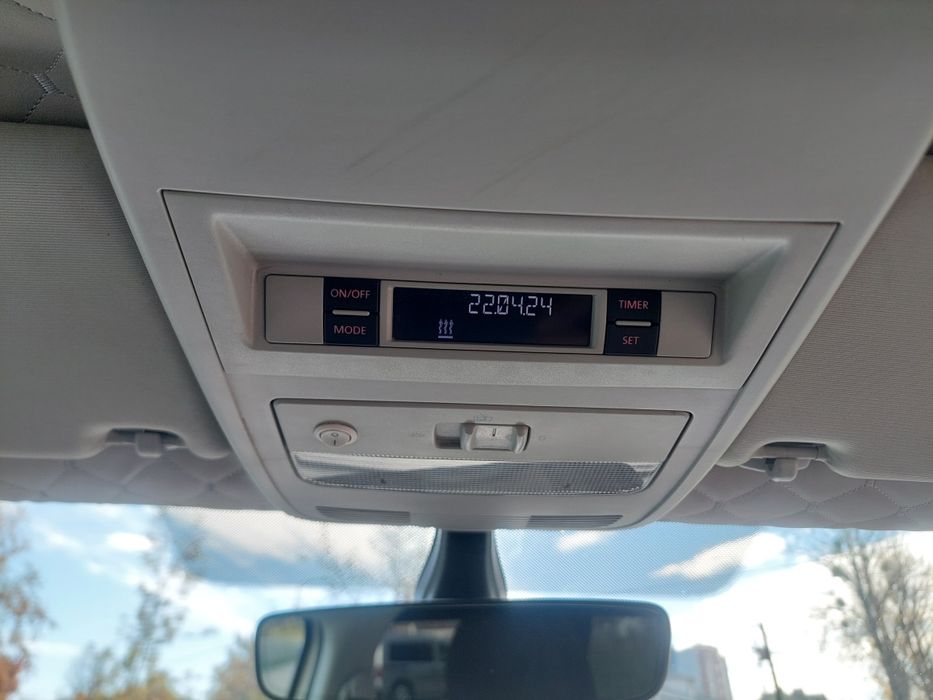 ON/OFF
MODE
22.04.24
TIMER
SET